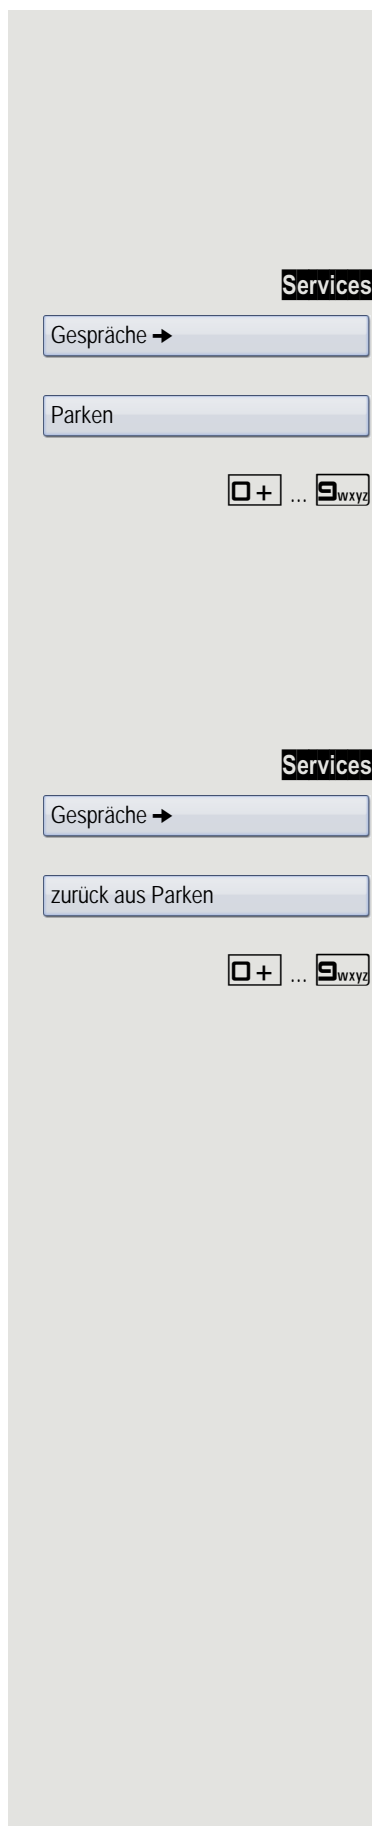 Services
Gespräche →
Parken
0 + ... 9wxyz
Services
Gespräche →
zurück aus Parken
0 + ... 9wxyz